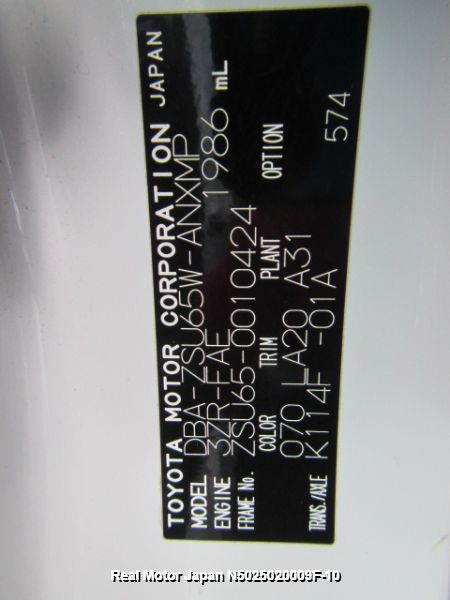 TOYOTA MOTOR CORPORATION JAPAN
MODEL DBA-ZSU65W-ANXMP
ENGINE 3ZR-FAE 1986 mL
FRAME No. ZSU65-0010424
COLOR TRIM PLANT OPTION
070 LA20 A31
TRANS./AXLE K114F -01A 574
Real Motor Japan N5025020009F-10